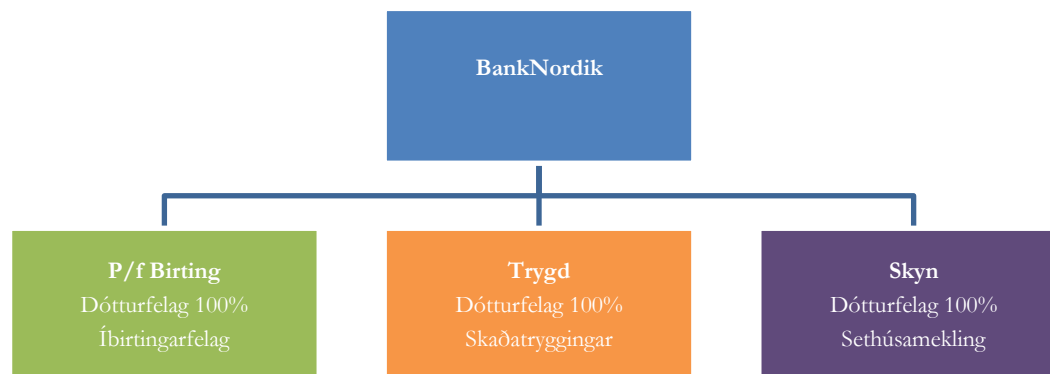 BankNordik
P/f Birting
Dótturfelag 100%
Íbirtingarfelag
Trygd
Dótturfelag 100%
Skaðatryggingar
Skyn
Dótturfelag 100%
Sethúsamekling